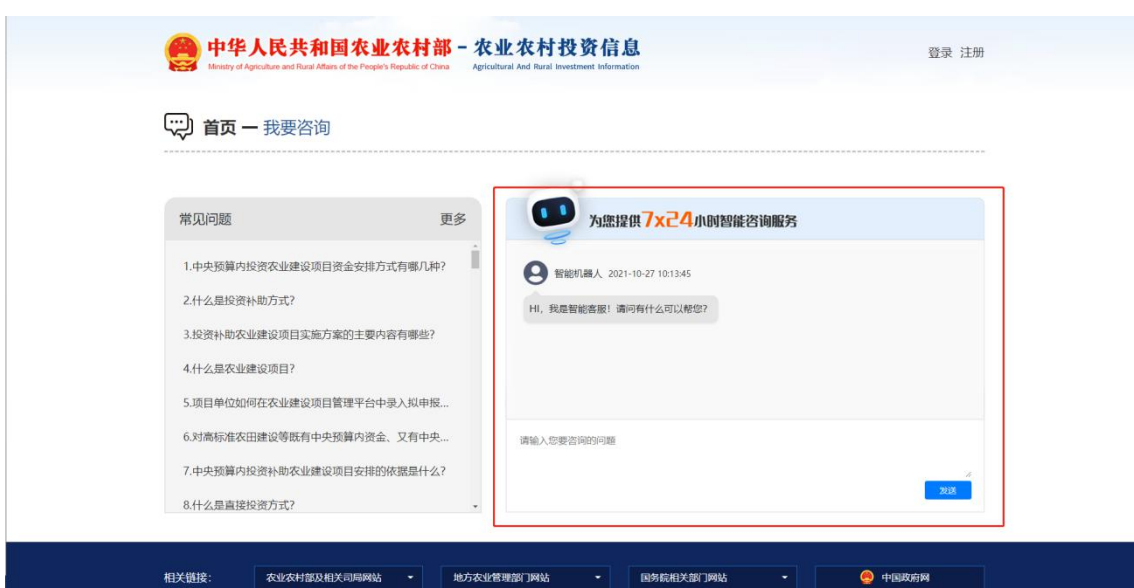 中华人民共和国农业农村部 - 农业农村投资信息
Ministry of Agriculture and Rural Affairs of the People's Republic of China Agricultural And Rural Investment Information
登录 注册
首页 — 我要咨询
常见问题 更多
1.中央预算内投资农业建设项目资金安排方式有哪几种?
2.什么是投资补助方式?
3.投资补助农业建设项目实施方案的主要内容有哪些?
4.什么是农业建设项目?
5.项目单位如何在农业建设项目管理平台中录入拟申报...
6.对高标准农田建设等既有中央预算内资金、又有中央...
7.中央预算内投资补助农业建设项目安排的依据是什么?
8.什么是直接投资方式?
为您提供7x24小时智能咨询服务
智能机器人 2021-10-27 10:13:45
HI，我是智能客服！请问有什么可以帮您?
请输入您要咨询的问题
发送
相关链接： 农业农村部及相关司局网站 地方农业管理部门网站 国务院相关部门网站 中国政府网